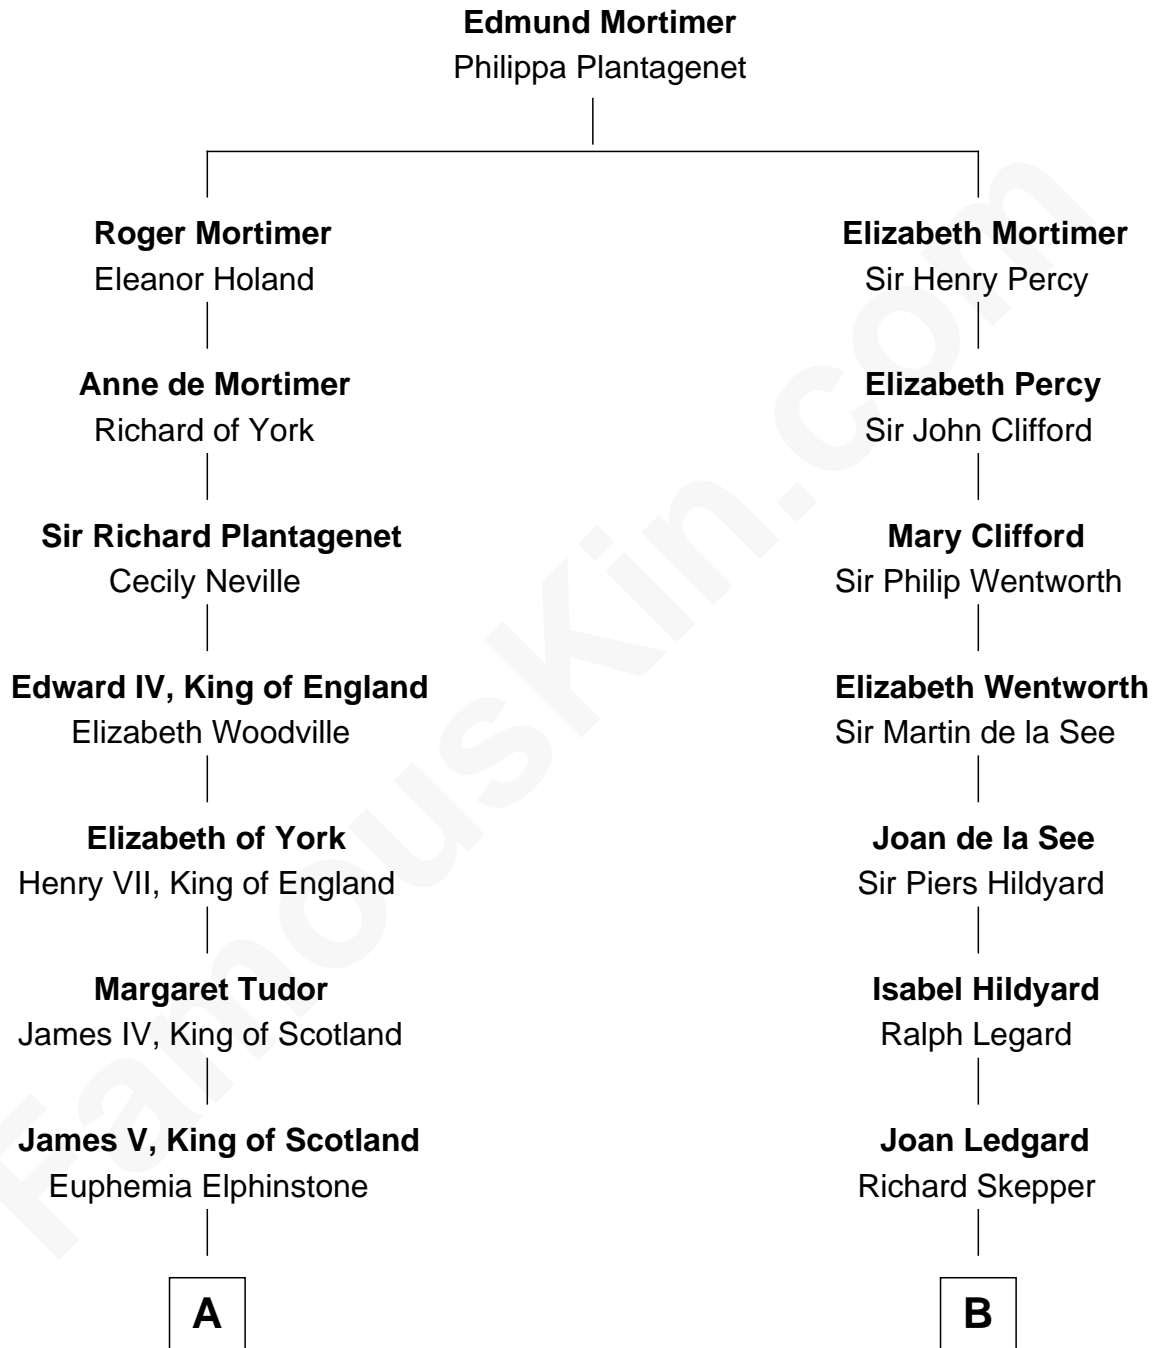 Edmund Mortimer
Philippa Plantagenet
Roger Mortimer
Eleanor Holand
Anne de Mortimer
Richard of York
Sir Richard Plantagenet
Cecily Neville
Edward IV, King of England
Elizabeth Woodville
Elizabeth of York
Henry VII, King of England
Margaret Tudor
James IV, King of Scotland
James V, King of Scotland
Euphemia Elphinstone
A
Elizabeth Mortimer
Sir Henry Percy
Elizabeth Percy
Sir John Clifford
Mary Clifford
Sir Philip Wentworth
Elizabeth Wentworth
Sir Martin de la See
Joan de la See
Sir Piers Hildyard
Isabel Hildyard
Ralph Legard
Joan Ledgard
Richard Skepper
B
FamousKin.com